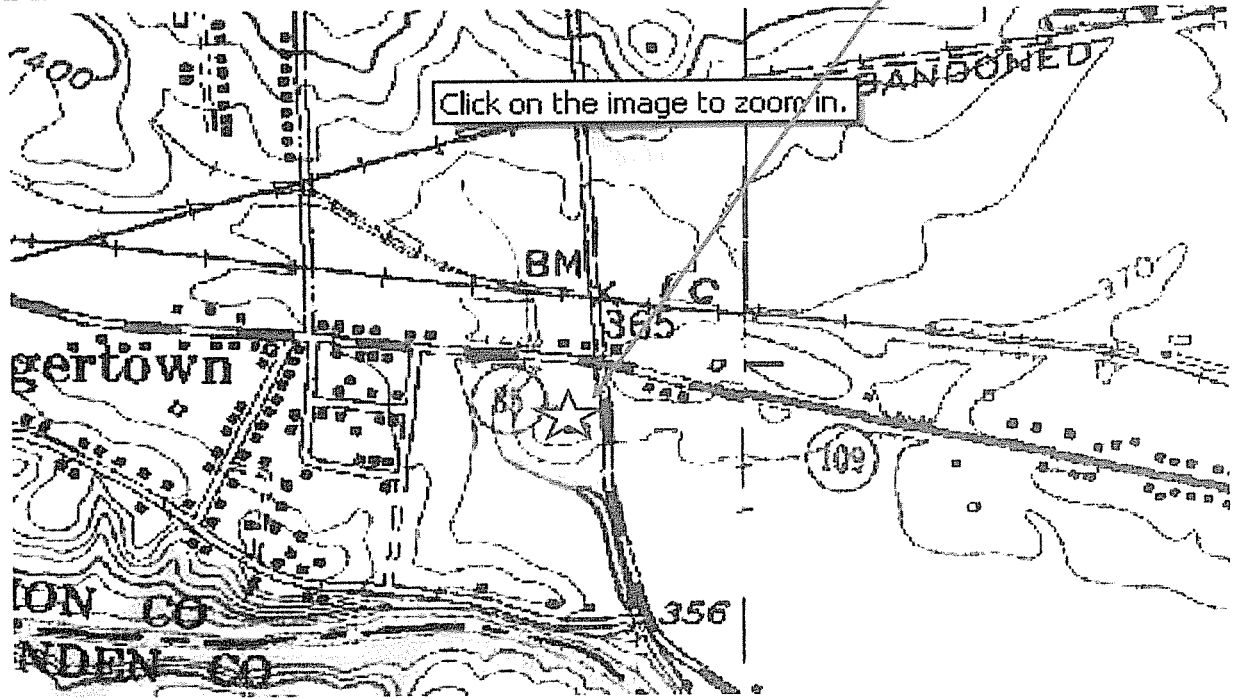 400
Click on the image to zoom in.
BANDONED
BM
365
370
gertown
85
109
ION CO
356
NDEN CO